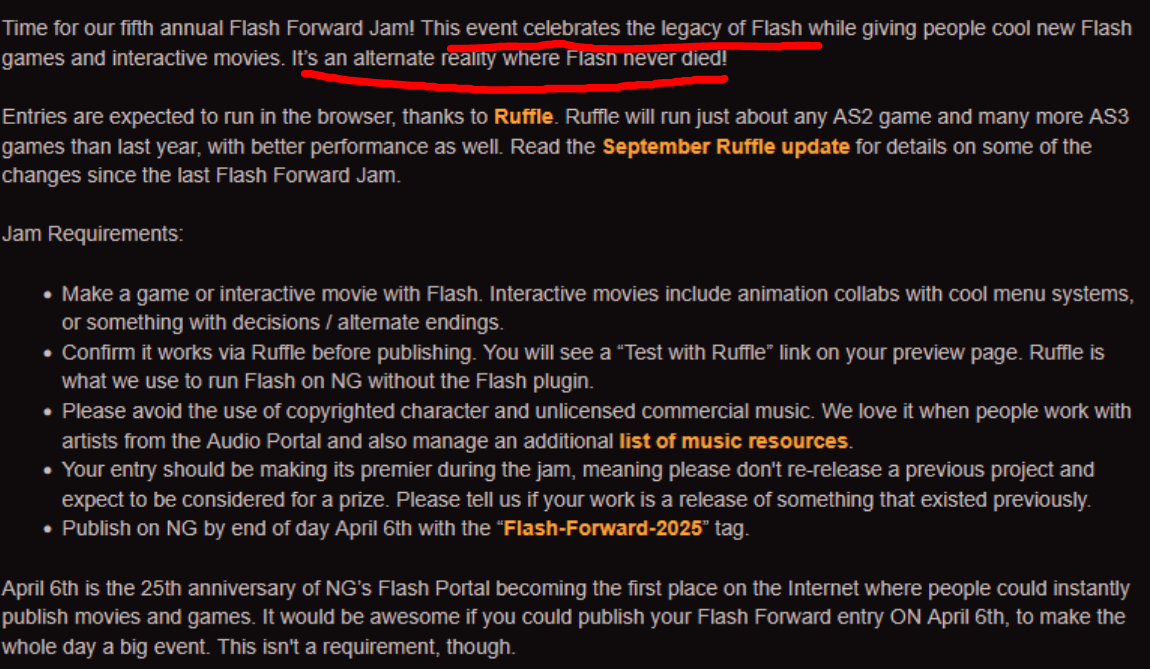 Time for our fifth annual Flash Forward Jam! This event celebrates the legacy of Flash while giving people cool new Flash
games and interactive movies. It's an alternate reality where Flash never died!
Entries are expected to run in the browser, thanks to Ruffle. Ruffle will run just about any AS2 game and many more AS3
games than last year, with better performance as well. Read the September Ruffle update for details on some of the
changes since the last Flash Forward Jam.
Jam Requirements:
• Make a game or interactive movie with Flash. Interactive movies include animation collabs with cool menu systems,
or something with decisions / alternate endings.
• Confirm it works via Ruffle before publishing. You will see a “Test with Ruffle” link on your preview page. Ruffle is
what we use to run Flash on NG without the Flash plugin.
• Please avoid the use of copyrighted character and unlicensed commercial music. We love it when people work with
artists from the Audio Portal and also manage an additional list of music resources.
• Your entry should be making its premier during the jam, meaning please don't re-release a previous project and
expect to be considered for a prize. Please tell us if your work is a release of something that existed previously.
• Publish on NG by end of day April 6th with the “Flash-Forward-2025” tag.
April 6th is the 25th anniversary of NG's Flash Portal becoming the first place on the Internet where people could instantly
publish movies and games. It would be awesome if you could publish your Flash Forward entry ON April 6th, to make the
whole day a big event. This isn't a requirement, though.